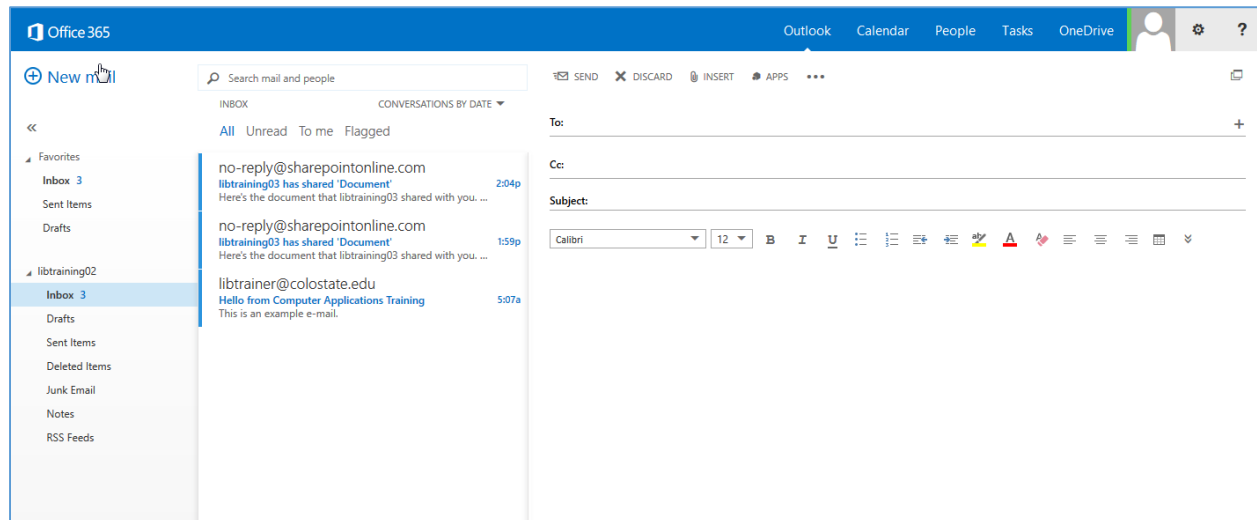 Office 365
Outlook Calendar People Tasks OneDrive ?
New mail
Search mail and people
INBOX CONVERSATIONS BY DATE
All Unread To me Flagged
Favorites
Inbox 3
Sent Items
Drafts
libtraining02
Inbox 3
Drafts
Sent Items
Deleted Items
Junk Email
Notes
RSS Feeds
no-reply@sharepointonline.com
libtraining03 has shared 'Document' 2:04p
Here's the document that libtraining03 shared with you. ...
no-reply@sharepointonline.com
libtraining03 has shared 'Document' 1:59p
Here's the document that libtraining03 shared with you. ...
libtrainer@colostate.edu
Hello from Computer Applications Training 5:07a
This is an example e-mail.
SEND DISCARD INSERT APPS •••
To:
Cc:
Subject:
Calibri 12 B I U aby A